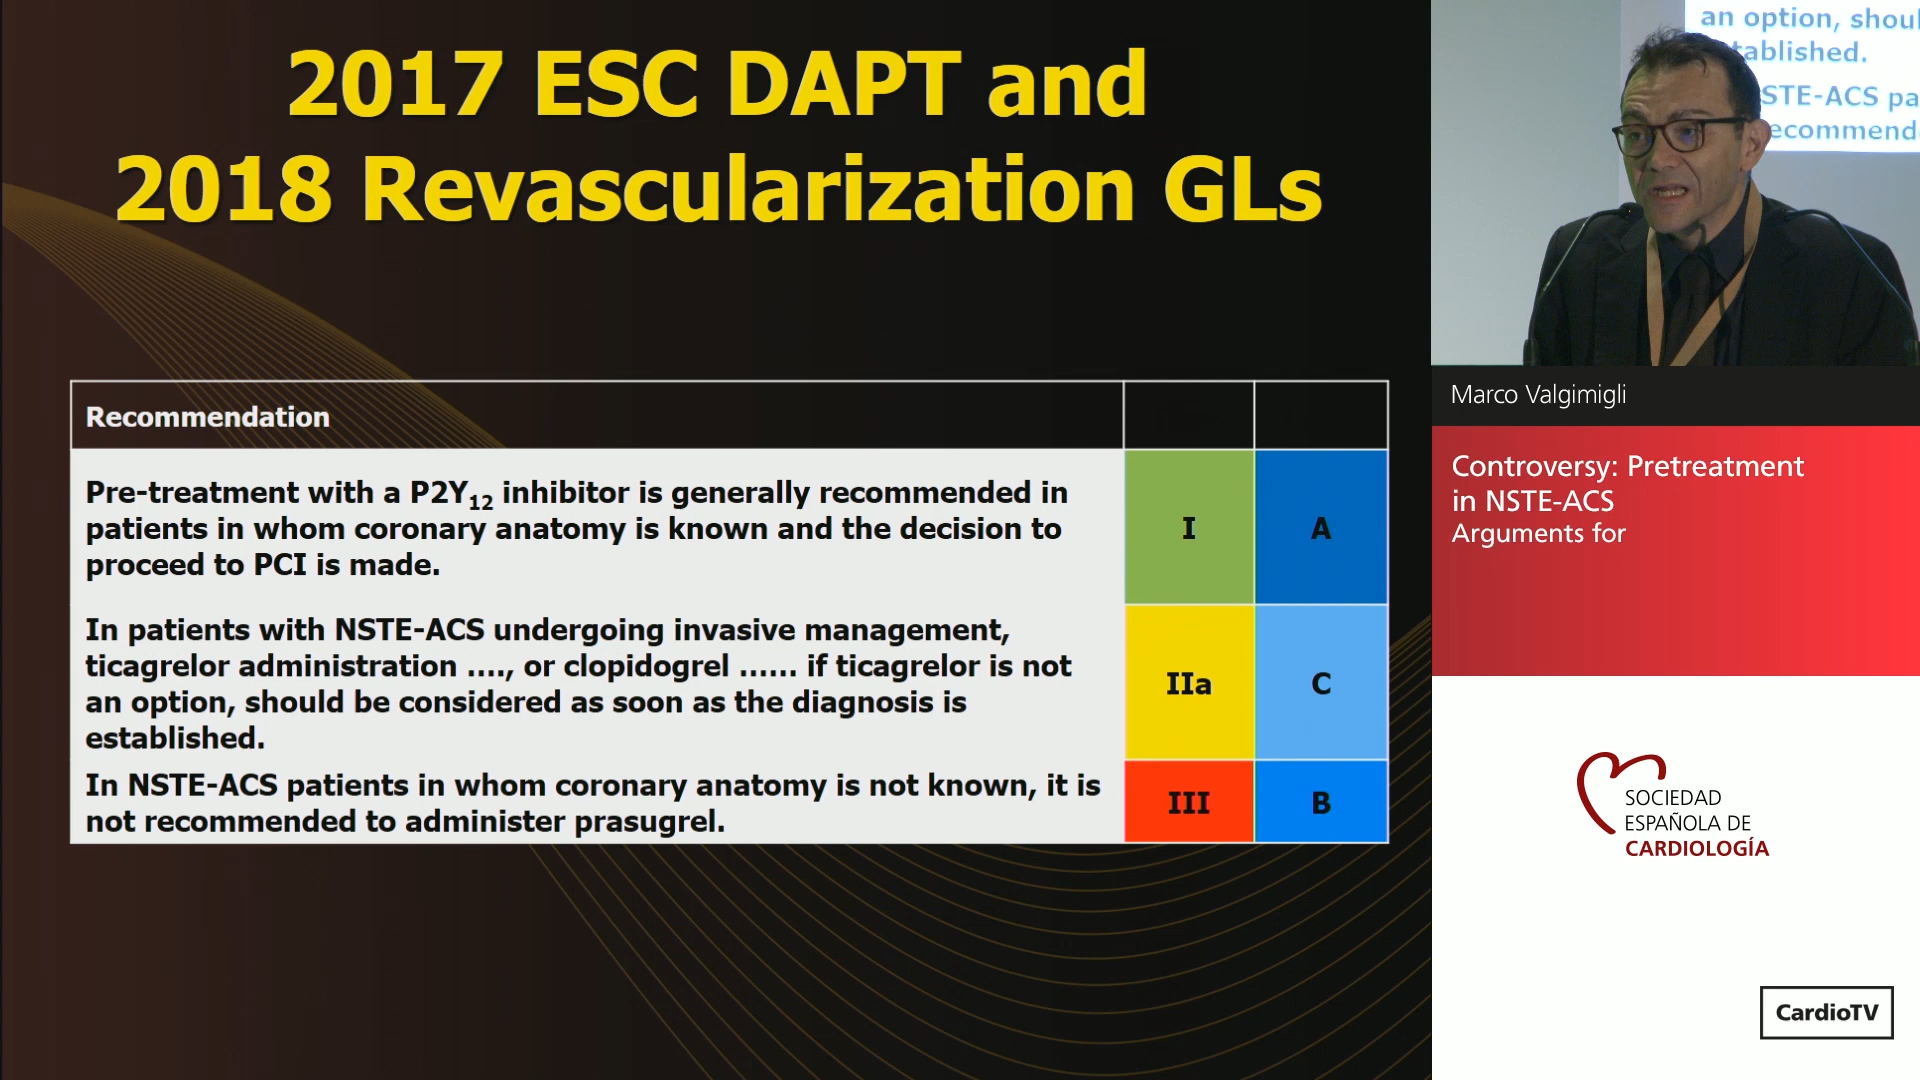 2017 ESC DAPT and
2018 Revascularization GLs
Recommendation
Pre-treatment with a P2Y12 inhibitor is generally recommended in
patients in whom coronary anatomy is known and the decision to
proceed to PCI is made.
I
A
In patients with NSTE-ACS undergoing invasive management,
ticagrelor administration ...., or clopidogrel ...... if ticagrelor is not
an option, should be considered as soon as the diagnosis is
established.
IIa
C
In NSTE-ACS patients in whom coronary anatomy is not known, it is
not recommended to administer prasugrel.
III
B
an option, shoul
tablished.
STE-ACS pa
ecommend
Marco Valgimigli
Controversy: Pretreatment
in NSTE-ACS
Arguments for
SOCIEDAD
ESPAÑOLA DE
CARDIOLOGÍA
CardioTV